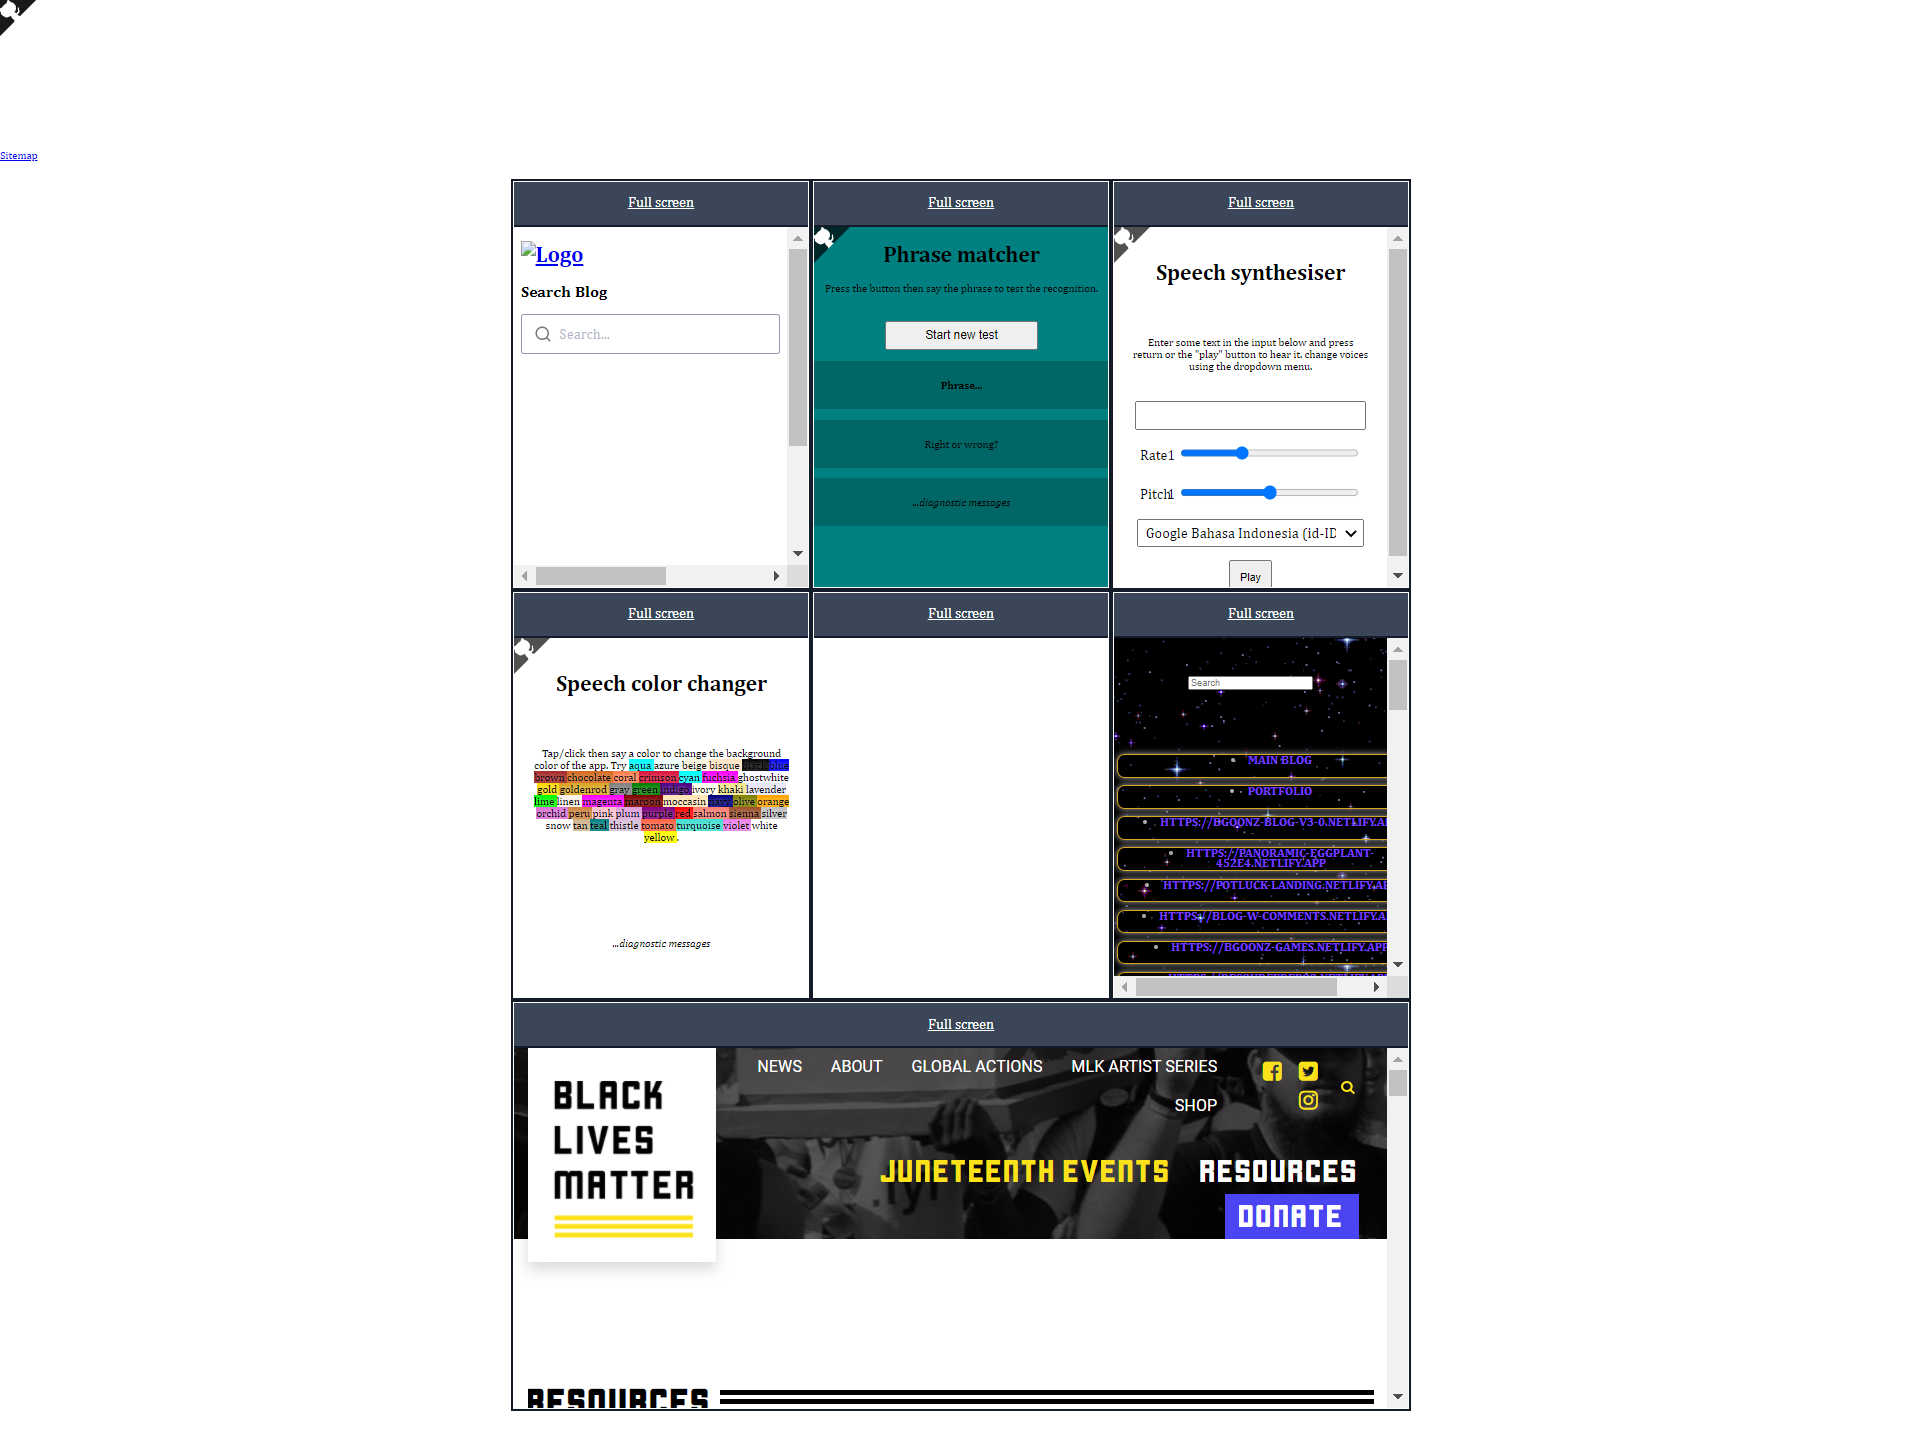 Sitemap
Full screen
Full screen
Full screen
Logo
Search Blog
Search...
Phrase matcher
Press the button then say the phrase to test the recognition.
Start new test
Phrase...
Right or wrong?
...diagnostic messages
Speech synthesiser
Enter some text in the input below and press
return or the "play" button to hear it. change voices
using the dropdown menu.
Rate1
Pitch1
Google Bahasa Indonesia (id-ID
Play
Full screen
Full screen
Full screen
Speech color changer
Tap/click then say a color to change the background
color of the app. Try aqua azure beige bisque black blue
brown chocolate coral crimson cyan fuchsia ghostwhite
gold goldenrod gray green indigo ivory khaki lavender
lime linen magenta maroon moccasin navy olive orange
orchid peru pink plum purple red salmon sienna silver
snow tan teal thistle tomato turquoise violet white
yellow .
...diagnostic messages
Search
MAIN BLOG
PORTFOLIO
HTTPS://BGOONZ-BLOG-V3-0.NETLIFY.A
HTTPS://PANORAMIC-EGGPLANT-
452E4.NETLIFY.APP
HTTPS://POTLUCK-LANDING.NETLIFY.AP
HTTPS://BLOG-W-COMMENTS.NETLIFY.A
HTTPS://BGOONZ-GAMES.NETLIFY.APP
Full screen
BLACK
LIVES
MATTER
NEWS ABOUT GLOBAL ACTIONS MLK ARTIST SERIES
SHOP
JUNETEENTH EVENTS RESOURCES
DONATE
RESOURCES